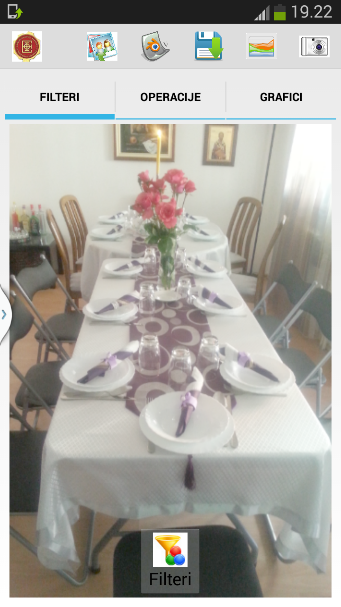 19.22
FILTERI
OPERACIJE
GRAFICI
Filteri